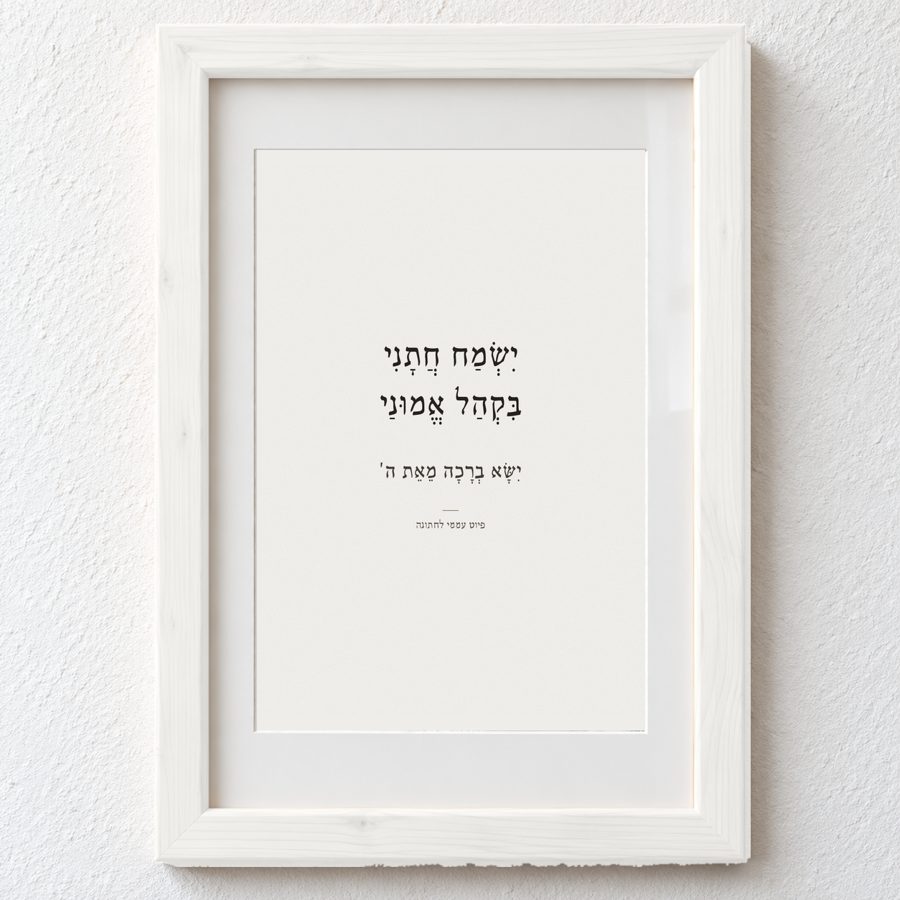 יִשְׂמַח חֲתָנִי
בִּקְהַל אֱמוּנַי
יִשָּׂא בְרָכָה מֵאֵת ה'
פיוט עממי לחתונה